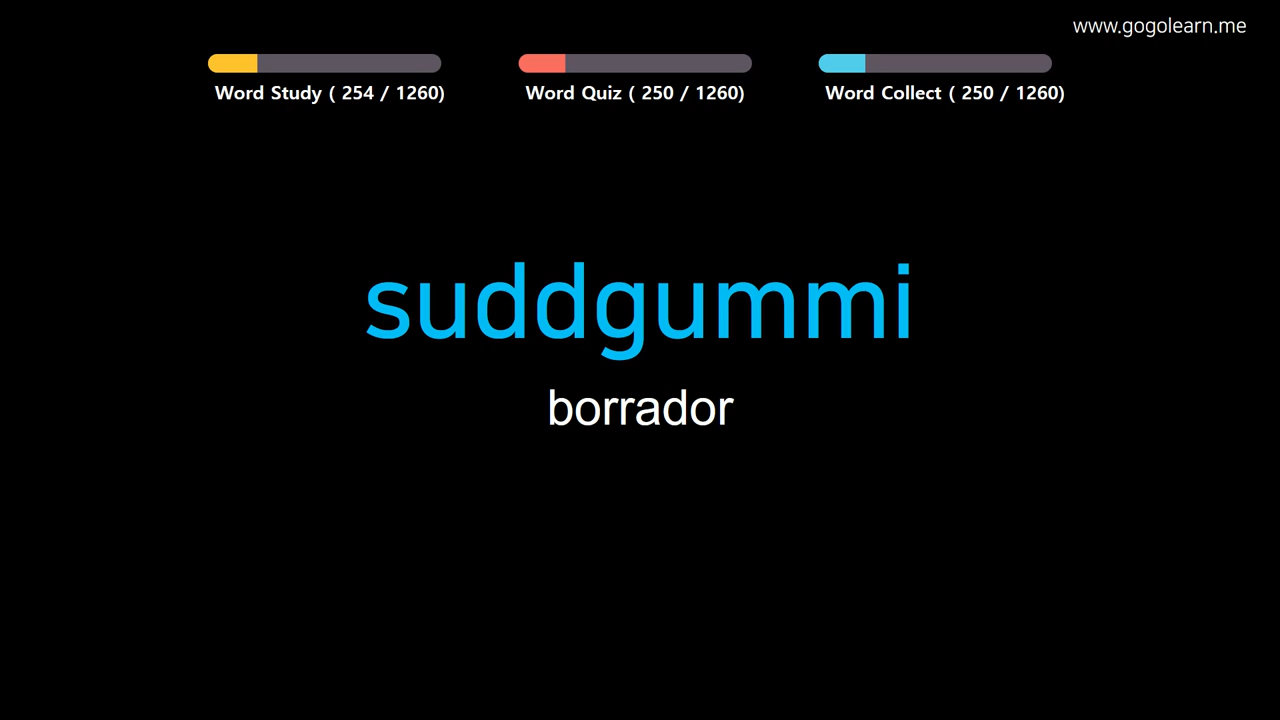 www.gogolearn.me
Word Study ( 254 / 1260)
Word Quiz ( 250 / 1260)
Word Collect ( 250 / 1260)
suddgummi
borrador